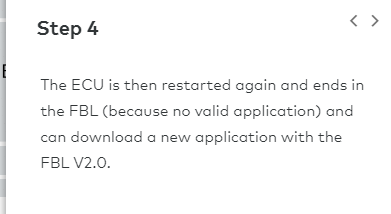 Step 4
The ECU is then restarted again and ends in
the FBL (because no valid application) and
can download a new application with the
FBL V2.0.